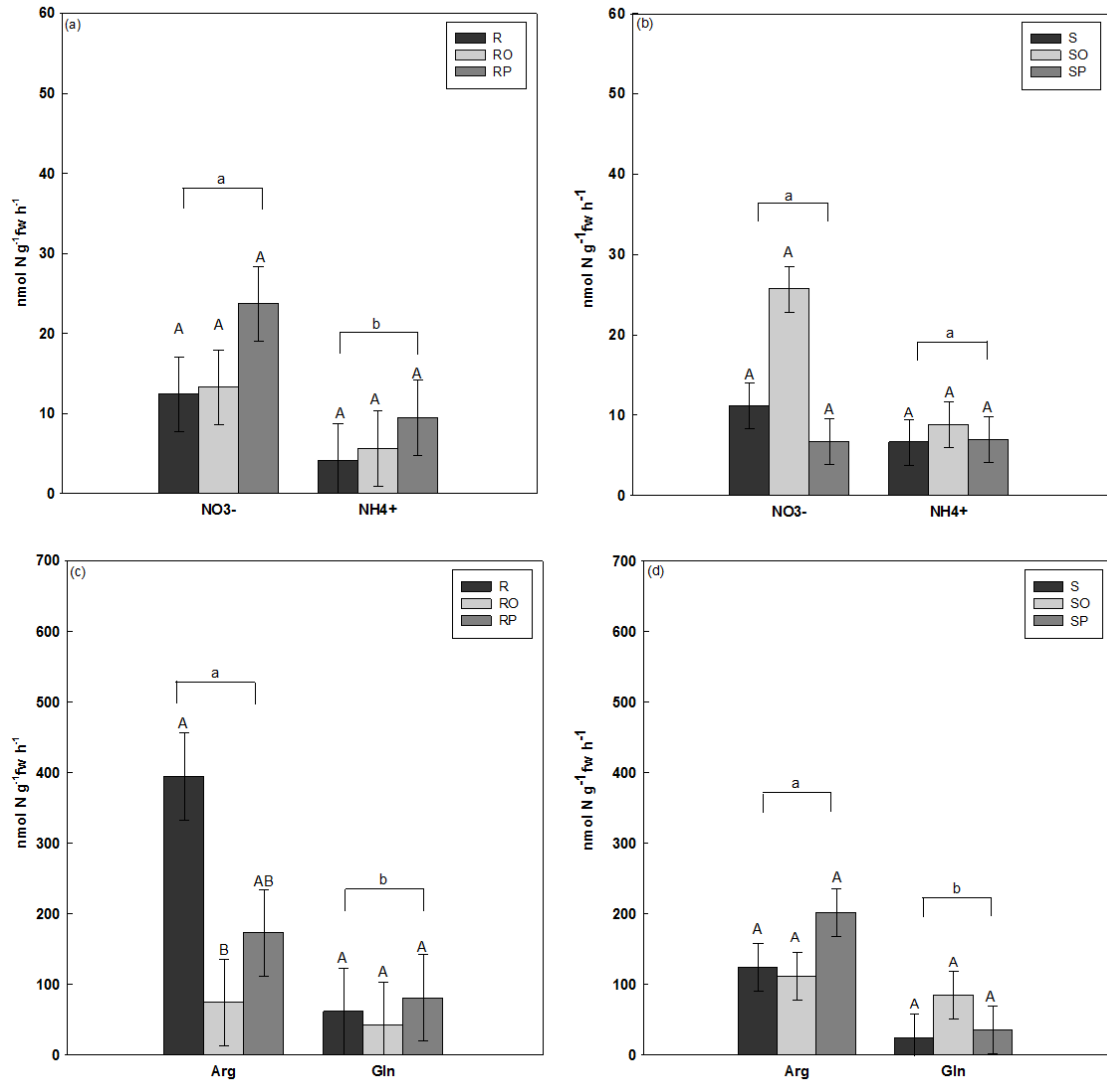 (a)
R
RO
RP
60
50
40
30
20
10
0
nmol N g⁻¹fw h⁻¹
a
A A A
b
A A A
NO3- NH4+
(b)
S
SO
SP
60
50
40
30
20
10
0
nmol N g⁻¹fw h⁻¹
a
A A A
a
A A A
NO3- NH4+
(c)
R
RO
RP
700
600
500
400
300
200
100
0
nmol N g⁻¹fw h⁻¹
a
A B AB
b
A A A
Arg Gln
(d)
S
SO
SP
700
600
500
400
300
200
100
0
nmol N g⁻¹fw h⁻¹
a
A A A
b
A A A
Arg Gln